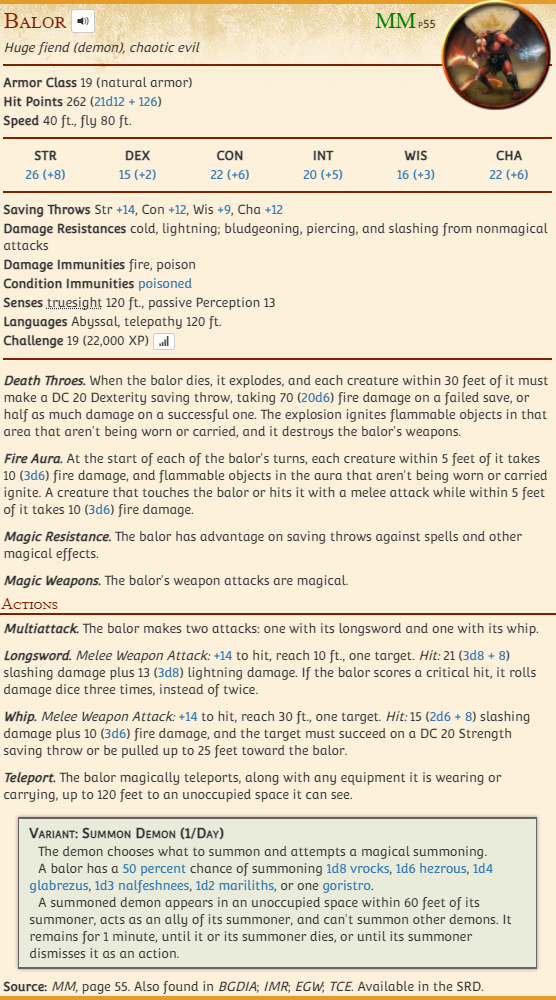 Balor
MM p55
Huge fiend (demon), chaotic evil
Armor Class 19 (natural armor)
Hit Points 262 (21d12 + 126)
Speed 40 ft., fly 80 ft.
STR DEX CON INT WIS CHA
26 (+8) 15 (+2) 22 (+6) 20 (+5) 16 (+3) 22 (+6)
Saving Throws Str +14, Con +12, Wis +9, Cha +12
Damage Resistances cold, lightning; bludgeoning, piercing, and slashing from nonmagical
attacks
Damage Immunities fire, poison
Condition Immunities poisoned
Senses truesight 120 ft., passive Perception 13
Languages Abyssal, telepathy 120 ft.
Challenge 19 (22,000 XP)
Death Throes. When the balor dies, it explodes, and each creature within 30 feet of it must
make a DC 20 Dexterity saving throw, taking 70 (20d6) fire damage on a failed save, or
half as much damage on a successful one. The explosion ignites flammable objects in that
area that aren't being worn or carried, and it destroys the balor's weapons.
Fire Aura. At the start of each of the balor's turns, each creature within 5 feet of it takes
10 (3d6) fire damage, and flammable objects in the aura that aren't being worn or carried
ignite. A creature that touches the balor or hits it with a melee attack while within 5 feet
of it takes 10 (3d6) fire damage.
Magic Resistance. The balor has advantage on saving throws against spells and other
magical effects.
Magic Weapons. The balor's weapon attacks are magical.
Actions
Multiattack. The balor makes two attacks: one with its longsword and one with its whip.
Longsword. Melee Weapon Attack: +14 to hit, reach 10 ft., one target. Hit: 21 (3d8 + 8)
slashing damage plus 13 (3d8) lightning damage. If the balor scores a critical hit, it rolls
damage dice three times, instead of twice.
Whip. Melee Weapon Attack: +14 to hit, reach 30 ft., one target. Hit: 15 (2d6 + 8) slashing
damage plus 10 (3d6) fire damage, and the target must succeed on a DC 20 Strength
saving throw or be pulled up to 25 feet toward the balor.
Teleport. The balor magically teleports, along with any equipment it is wearing or
carrying, up to 120 feet to an unoccupied space it can see.
Variant: Summon Demon (1/Day)
The demon chooses what to summon and attempts a magical summoning.
A balor has a 50 percent chance of summoning 1d8 vrocks, 1d6 hezrous, 1d4
glabrezus, 1d3 nalfeshnees, 1d2 mariliths, or one goristro.
A summoned demon appears in an unoccupied space within 60 feet of its
summoner, acts as an ally of its summoner, and can't summon other demons. It
remains for 1 minute, until it or its summoner dies, or until its summoner
dismisses it as an action.
Source: MM, page 55. Also found in BGDIA; IMR; EGW; TCE. Available in the SRD.